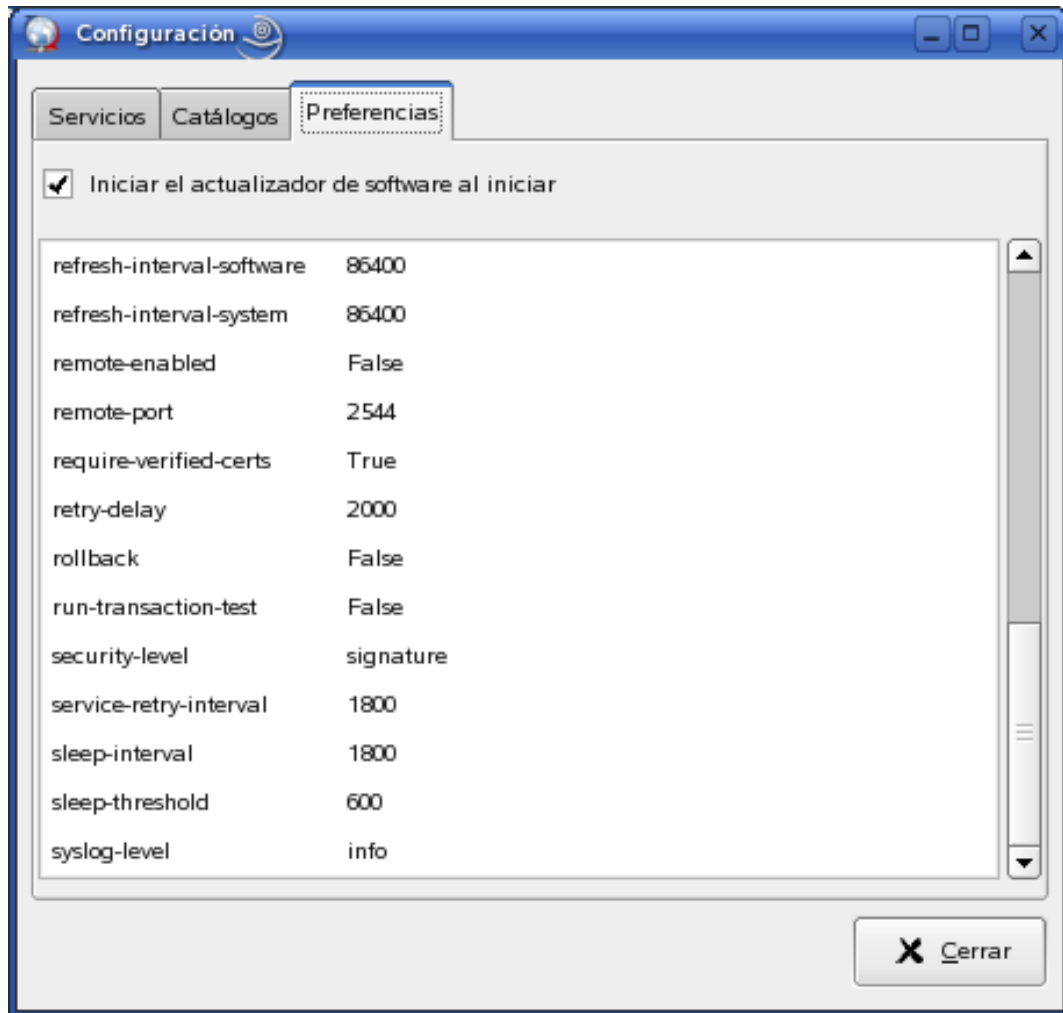 Configuración
Servicios Catálogos Preferencias
Iniciar el actualizador de software al iniciar
refresh-interval-software 86400
refresh-interval-system 86400
remote-enabled False
remote-port 2544
require-verified-certs True
retry-delay 2000
rollback False
run-transaction-test False
security-level signature
service-retry-interval 1800
sleep-interval 1800
sleep-threshold 600
syslog-level info
Cerrar